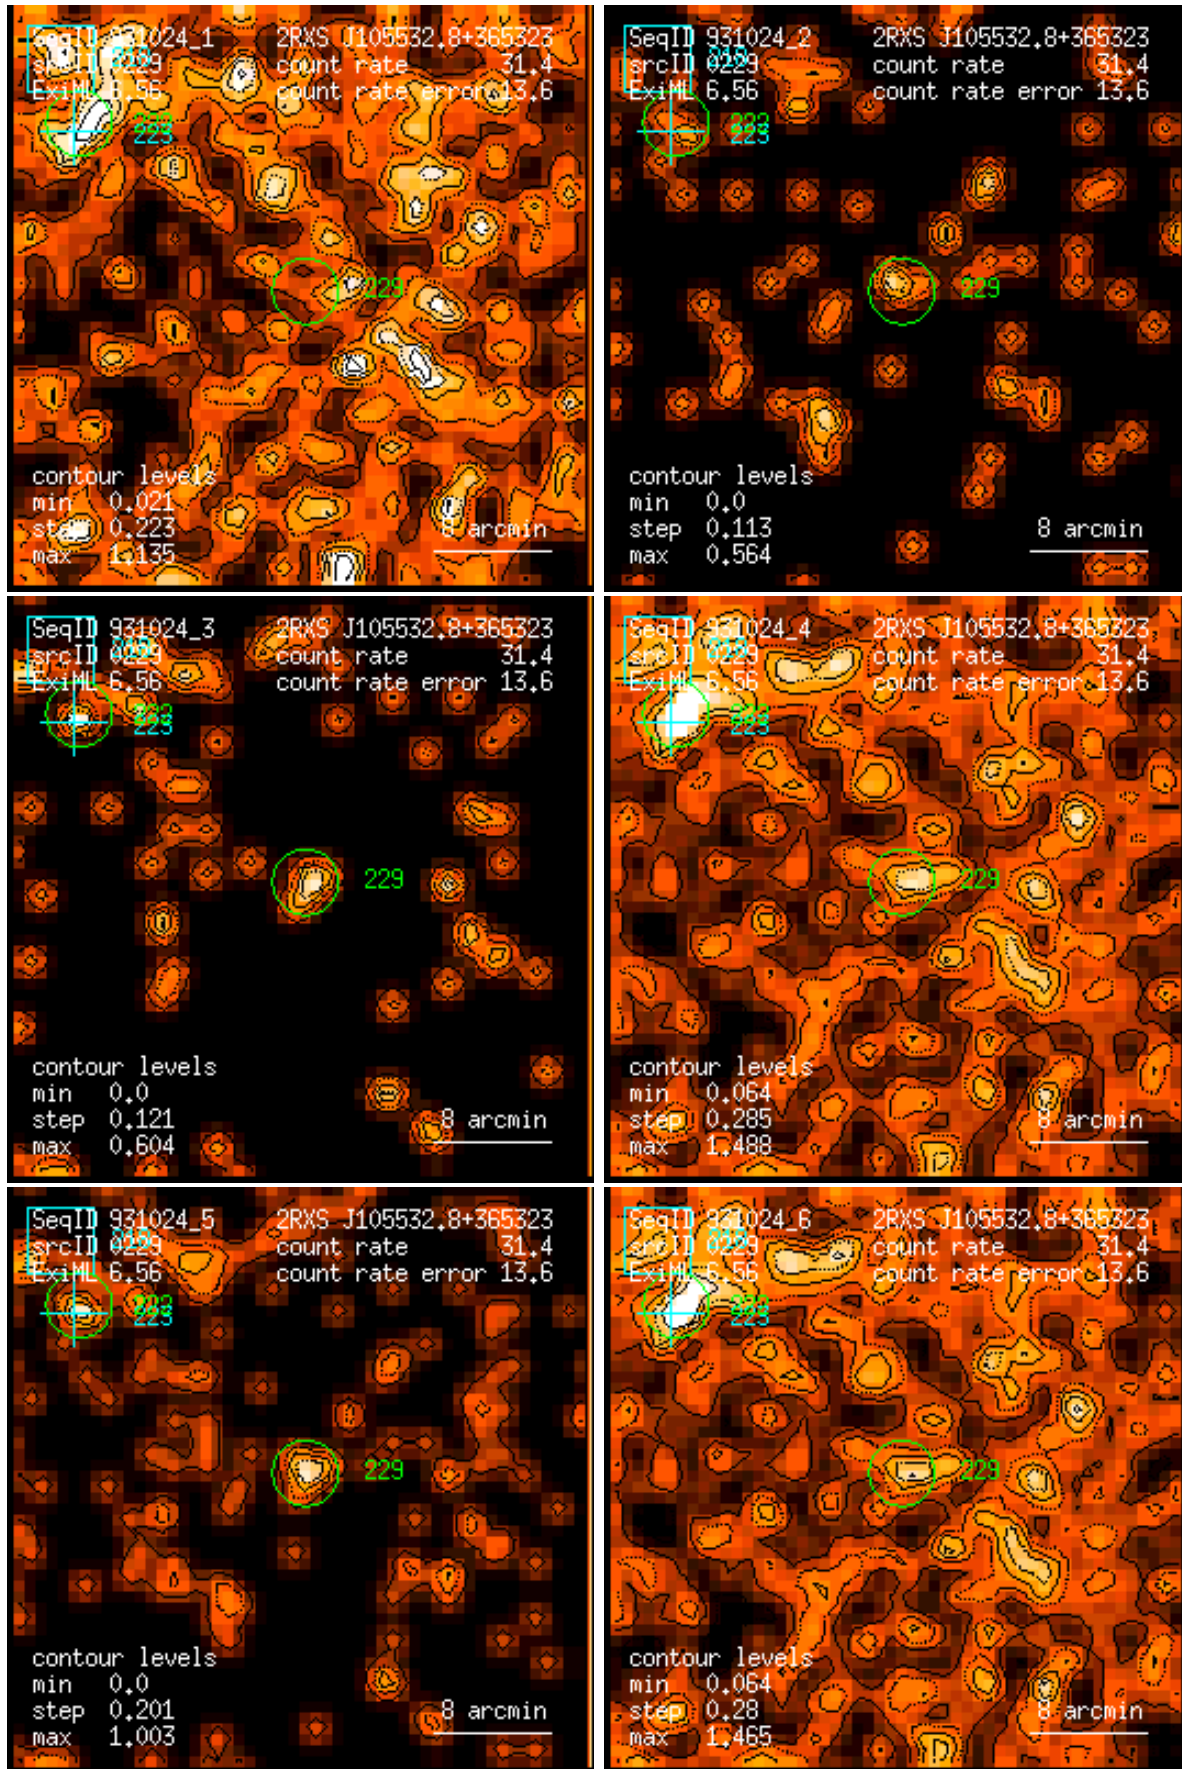 SeqID 931024_1 2RXS J105532.8+365323
srcID 0229 count rate 31.4
ExiML 6.56 count rate error 13.6
223
223
229
contour levels
min 0.021
step 0.223
max 1.135
8 arcmin
SeqID 931024_2 2RXS J105532.8+365323
srcID 0229 count rate 31.4
ExiML 6.56 count rate error 13.6
223
223
229
contour levels
min 0.0
step 0.113
max 0.564
8 arcmin
SeqID 931024_3 2RXS J105532.8+365323
srcID 0229 count rate 31.4
ExiML 6.56 count rate error 13.6
223
223
229
contour levels
min 0.0
step 0.121
max 0.604
8 arcmin
SeqID 931024_4 2RXS J105532.8+365323
srcID 0229 count rate 31.4
ExiML 6.56 count rate error 13.6
223
223
229
contour levels
min 0.064
step 0.285
max 1.488
8 arcmin
SeqID 931024_5 2RXS J105532.8+365323
srcID 0229 count rate 31.4
ExiML 6.56 count rate error 13.6
223
223
229
contour levels
min 0.0
step 0.201
max 1.003
8 arcmin
SeqID 931024_6 2RXS J105532.8+365323
srcID 0229 count rate 31.4
ExiML 6.56 count rate error 13.6
223
223
229
contour levels
min 0.064
step 0.28
max 1.465
8 arcmin